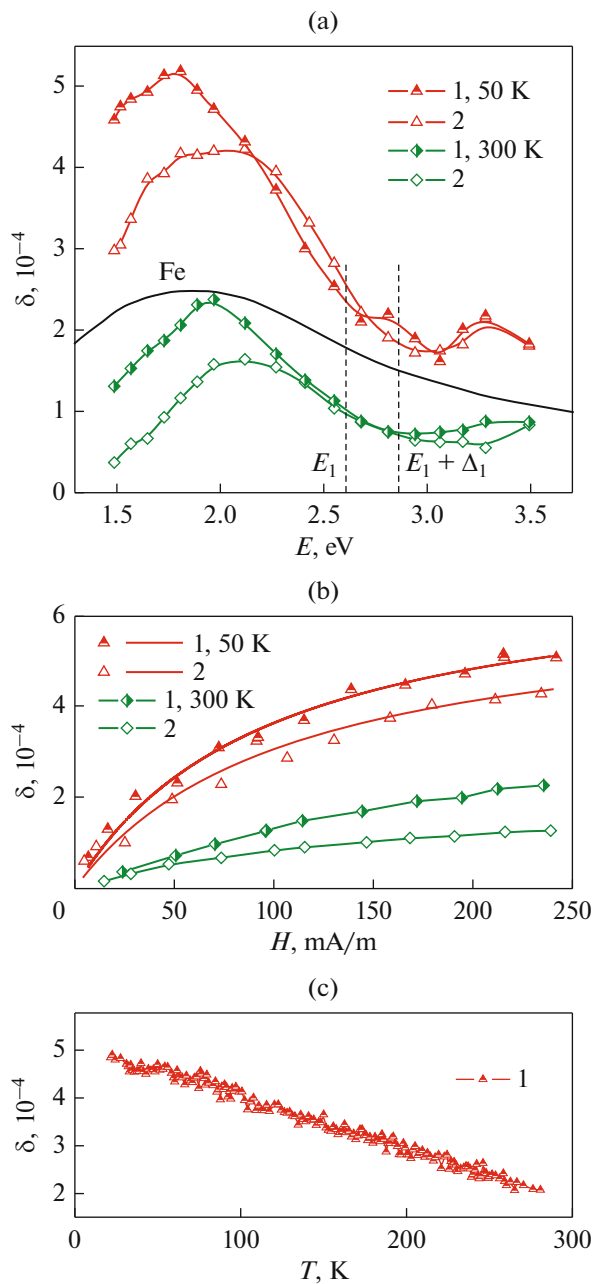 (a)
5
4
3
2
1
0
δ, 10⁻⁴
1, 50 K
2
1, 300 K
2
Fe
E₁
E₁ + Δ₁
1.5 2.0 2.5 3.0 3.5
E, eV
(b)
6
4
2
0
δ, 10⁻⁴
1, 50 K
2
1, 300 K
2
50 100 150 200 250
H, mA/m
(c)
5
4
3
2
δ, 10⁻⁴
1
0 100 200 300
T, K